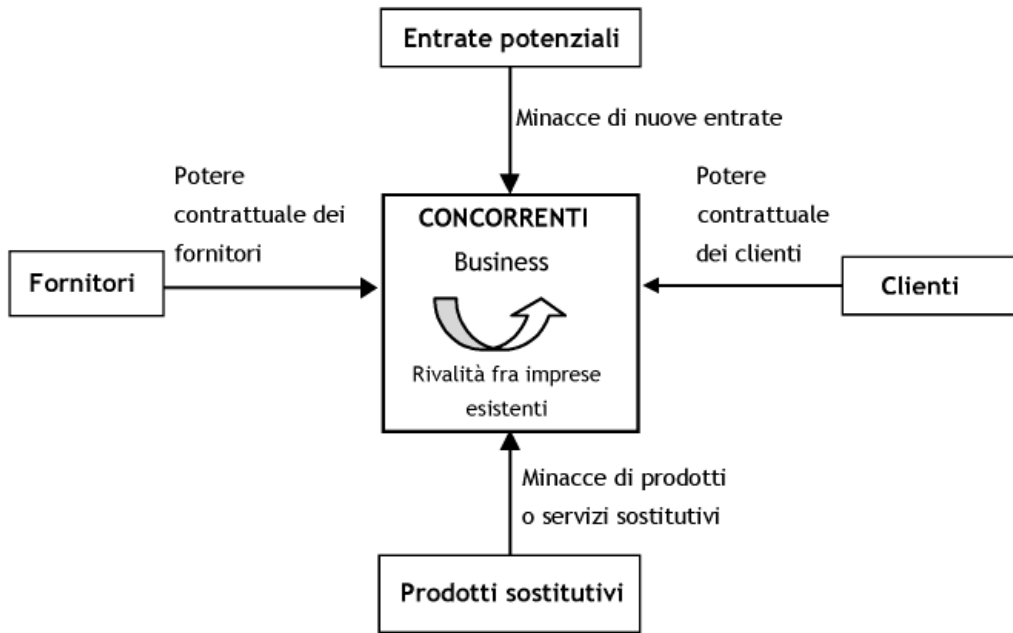 Entrate potenziali
Minacce di nuove entrate
Potere
contrattuale dei
fornitori
Fornitori
CONCORRENTI
Business
Rivalità fra imprese
esistenti
Potere
contrattuale
dei clienti
Clienti
Minacce di prodotti
o servizi sostitutivi
Prodotti sostitutivi